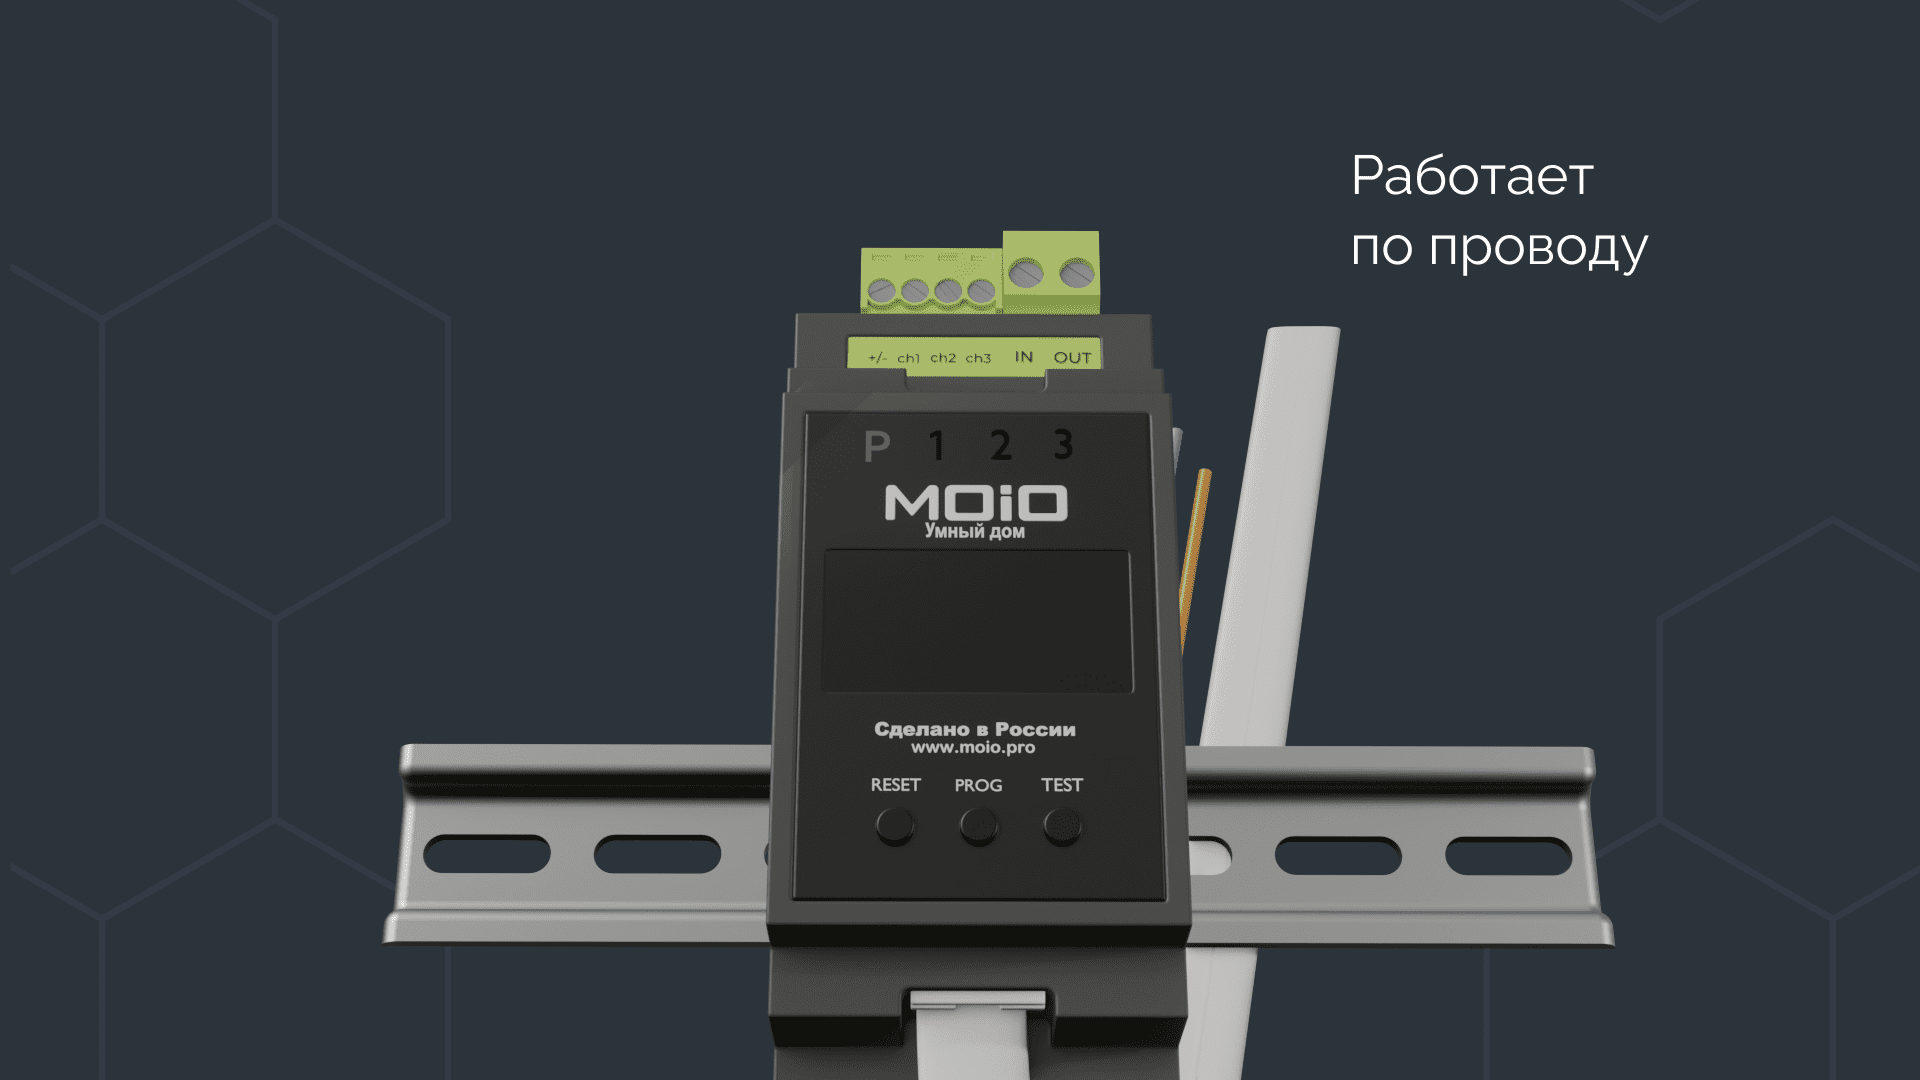 Работает
по проводу
+/- ch1 ch2 ch3 IN OUT
P 1 2 3
MOiO
Умный дом
Сделано в России
www.moio.pro
RESET PROG TEST